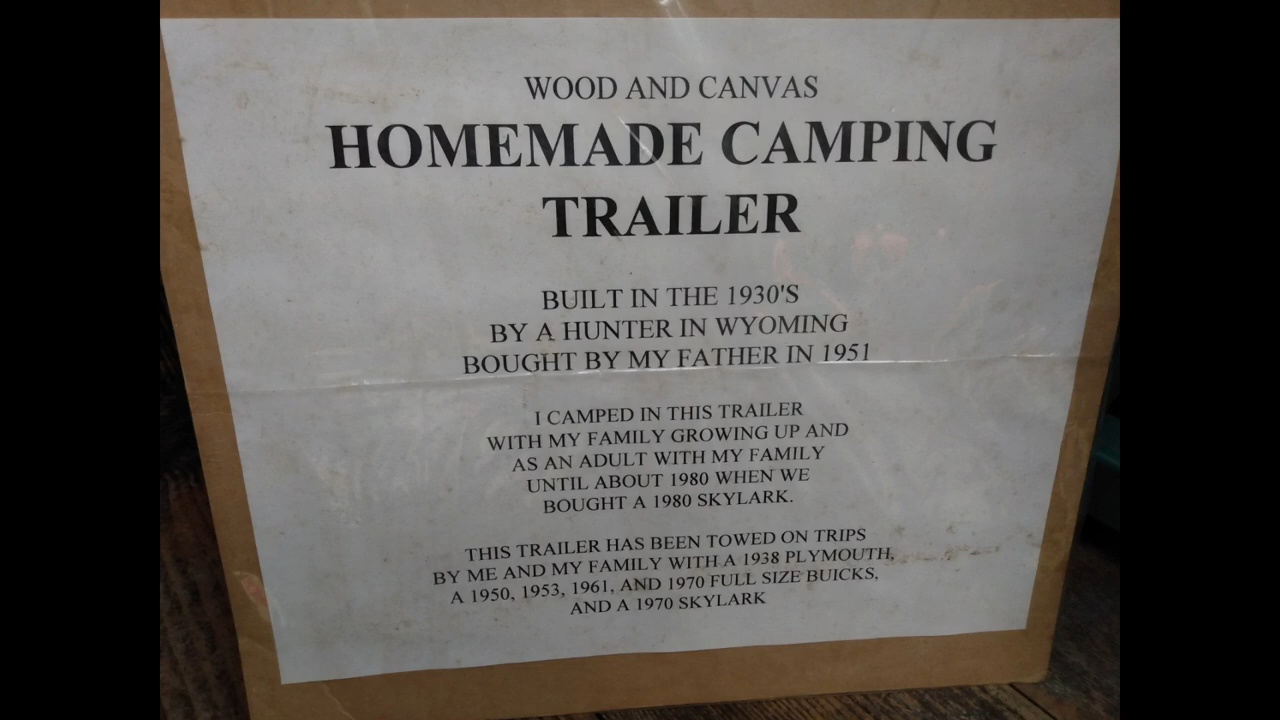 WOOD AND CANVAS
HOMEMADE CAMPING
TRAILER
BUILT IN THE 1930'S
BY A HUNTER IN WYOMING
BOUGHT BY MY FATHER IN 1951
I CAMPED IN THIS TRAILER
WITH MY FAMILY GROWING UP AND
AS AN ADULT WITH MY FAMILY
UNTIL ABOUT 1980 WHEN WE
BOUGHT A 1980 SKYLARK.
THIS TRAILER HAS BEEN TOWED ON TRIPS
BY ME AND MY FAMILY WITH A 1938 PLYMOUTH,
A 1950, 1953, 1961, AND 1970 FULL SIZE BUICKS,
AND A 1970 SKYLARK